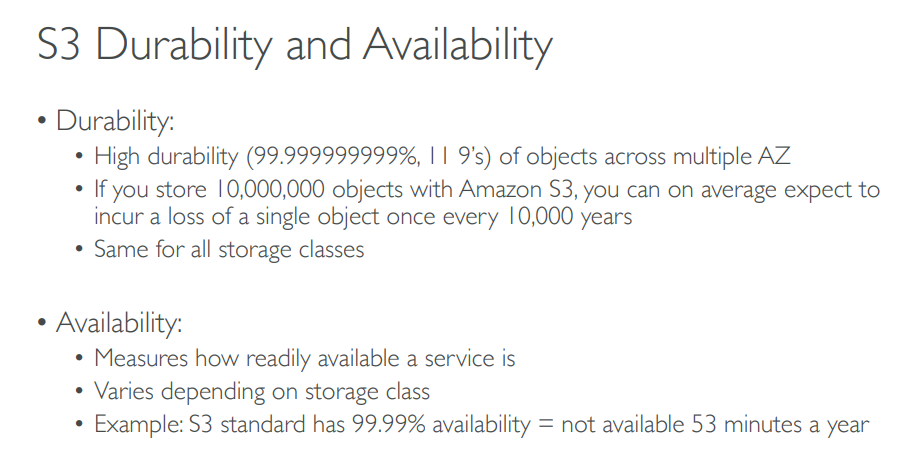 S3 Durability and Availability
• Durability:
• High durability (99.999999999%, 11 9's) of objects across multiple AZ
• If you store 10,000,000 objects with Amazon S3, you can on average expect to
incur a loss of a single object once every 10,000 years
• Same for all storage classes
• Availability:
• Measures how readily available a service is
• Varies depending on storage class
• Example: S3 standard has 99.99% availability = not available 53 minutes a year